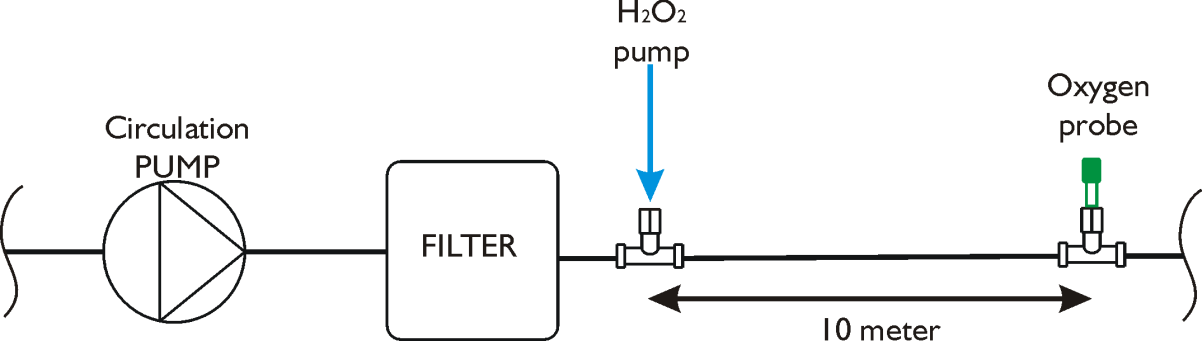 H₂O₂
pump
Oxygen
probe
Circulation
PUMP
FILTER
10 meter